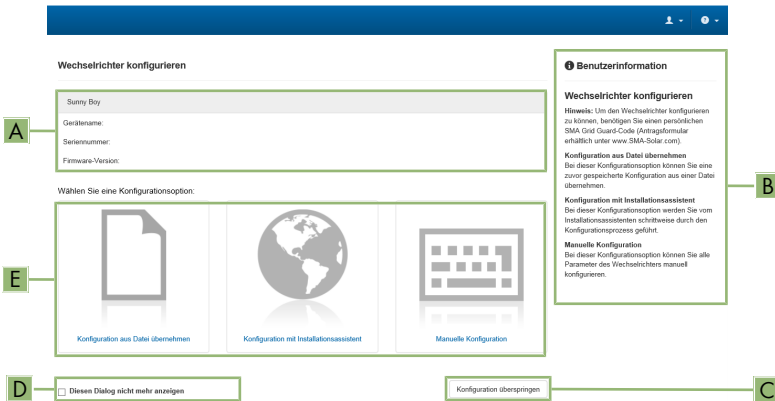 Wechselrichter konfigurieren
Sunny Boy
Gerätename:
Seriennummer:
Firmware-Version:
A
Wählen Sie eine Konfigurationsoption:
Konfiguration aus Datei übernehmen
Konfiguration mit Installationsassistent
Manuelle Konfiguration
E
D
Diesen Dialog nicht mehr anzeigen
Konfiguration überspringen
C
Benutzerinformation
Wechselrichter konfigurieren
Hinweis: Um den Wechselrichter konfigurieren
zu können, benötigen Sie einen persönlichen
SMA Grid Guard-Code (Antragsformular
erhältlich unter www.SMA-Solar.com).
Konfiguration aus Datei übernehmen
Bei dieser Konfigurationsoption können Sie eine
zuvor gespeicherte Konfiguration aus einer Datei
übernehmen.
Konfiguration mit Installationsassistent
Bei dieser Konfigurationsoption werden Sie vom
Installationsassistenten schrittweise durch den
Konfigurationsprozess geführt.
Manuelle Konfiguration
Bei dieser Konfigurationsoption können Sie alle
Parameter des Wechselrichters manuell
konfigurieren.
B